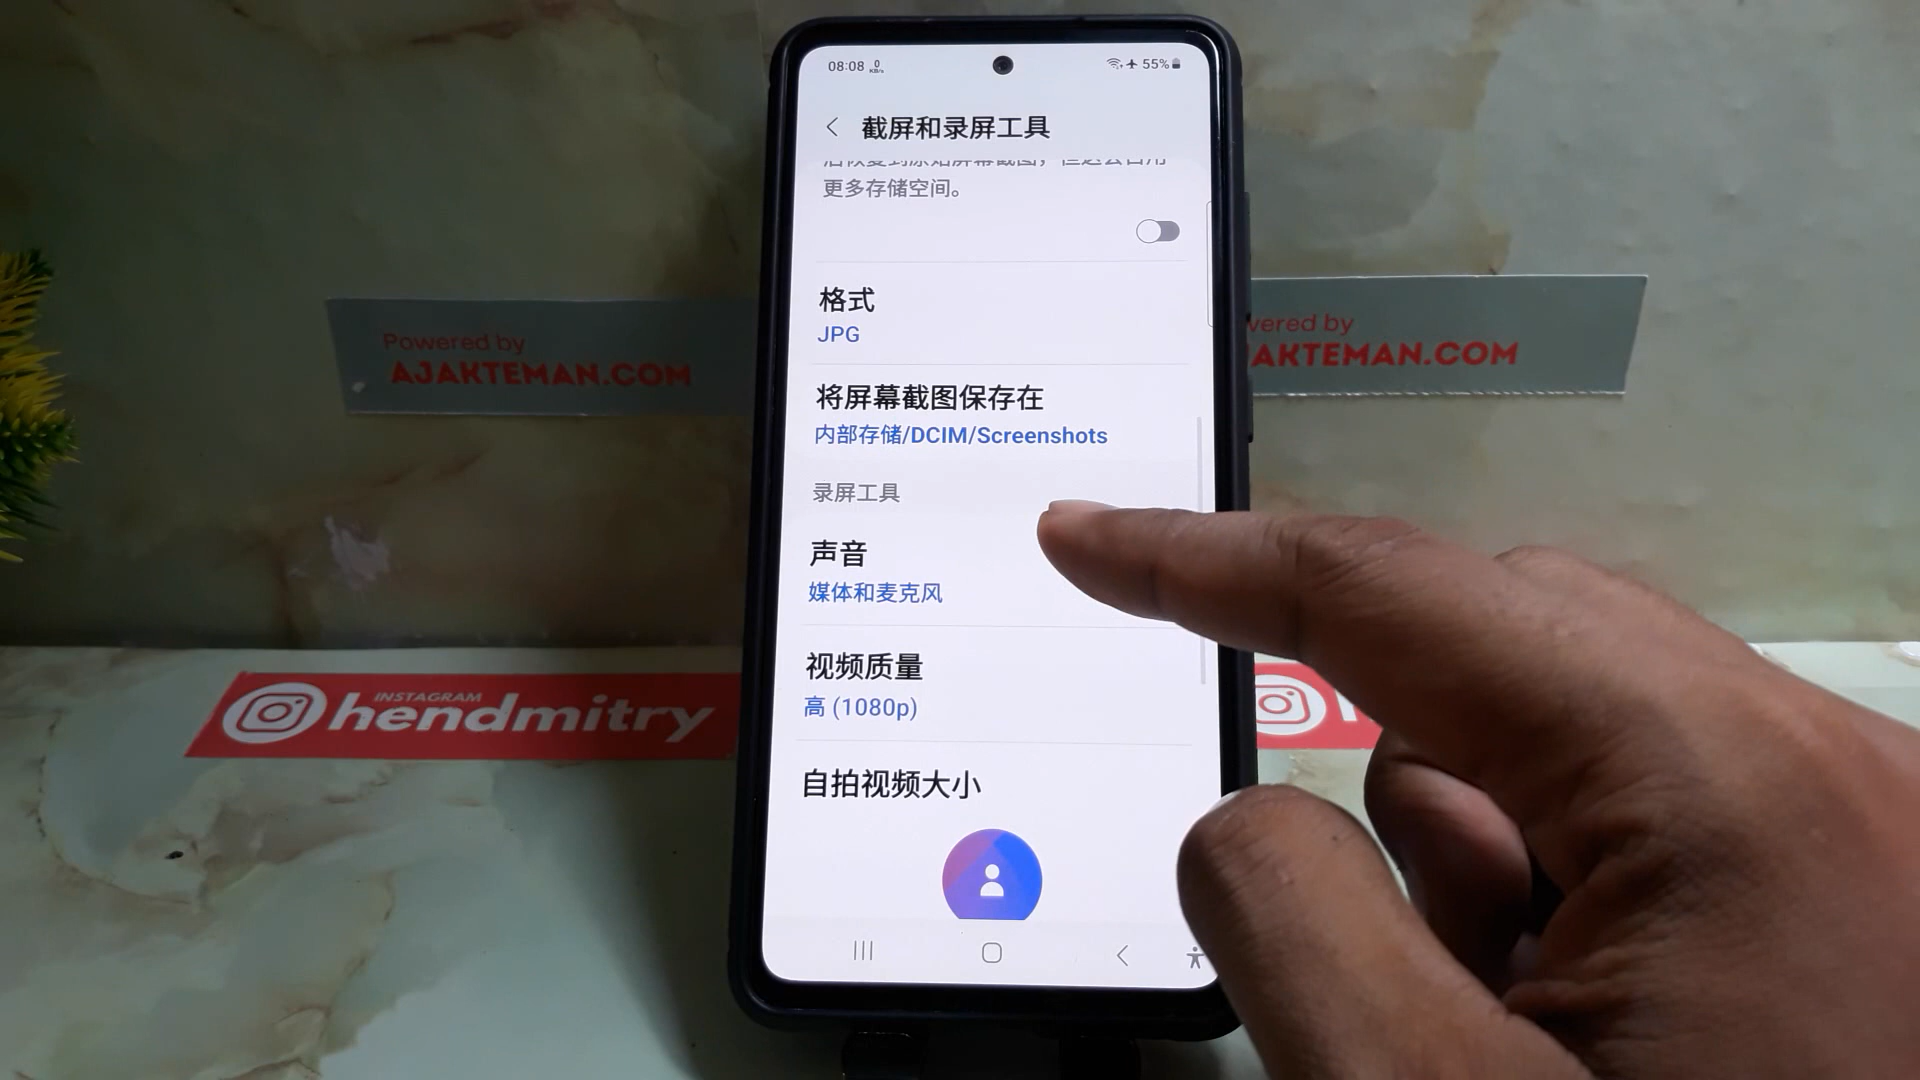 08:08 0 KB/s
55%
截屏和录屏工具
更多存储空间。
格式
JPG
将屏幕截图保存在
内部存储/DCIM/Screenshots
录屏工具
声音
媒体和麦克风
视频质量
高 (1080p)
自拍视频大小
Powered by
AJAKTEMAN.COM
vered by
AKTEMAN.COM
INSTAGRAM
hendmitry